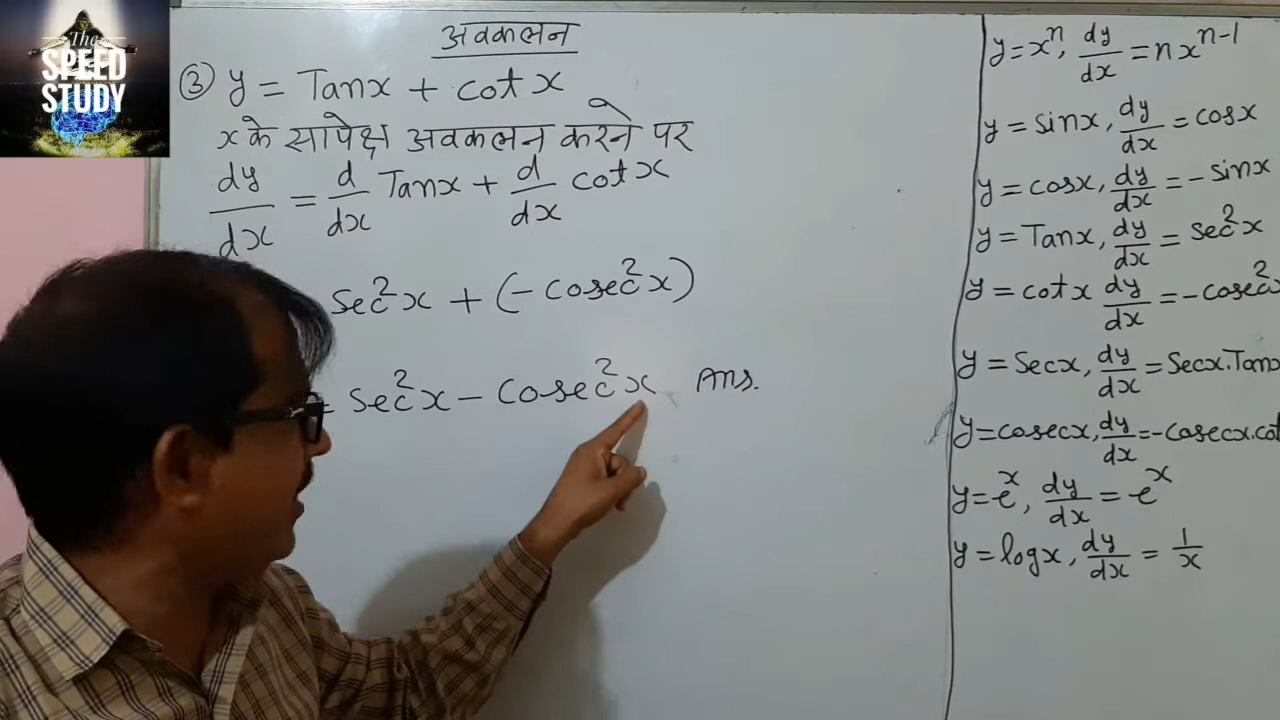 The
SPEED
STUDY
अवकलन
③ y = Tanx + cotx
x के सापेक्ष अवकलन करने पर
dy/dx = d/dx Tanx + d/dx cotx
sec²x + (-cosec²x)
= sec²x - cosec²x Ans.
y=xⁿ, dy/dx = nxⁿ⁻¹
y = sinx, dy/dx = cosx
y = cosx, dy/dx = - sinx
y = Tanx, dy/dx = sec²x
y = cotx dy/dx = -cosec²x
y = Secx, dy/dx = Secx.Tanx
y=cosecx, dy/dx=-cosecx.cot
y=eˣ, dy/dx = eˣ
y = logx, dy/dx = 1/x